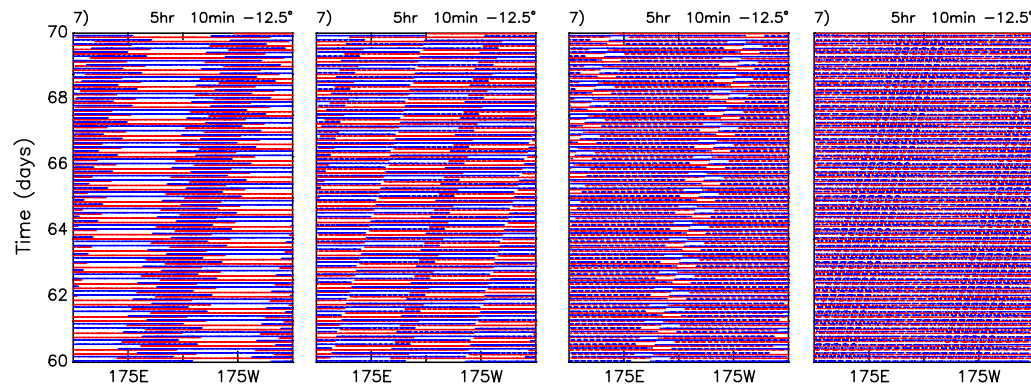 7) 5hr 10min −12.5° 7) 5hr 10min −12.5° 7) 5hr 10min −12.5° 7) 5hr 10min −12.5°
70
68
66
64
62
60
Time (days)
175E 175W 175E 175W 175E 175W 175E 175W